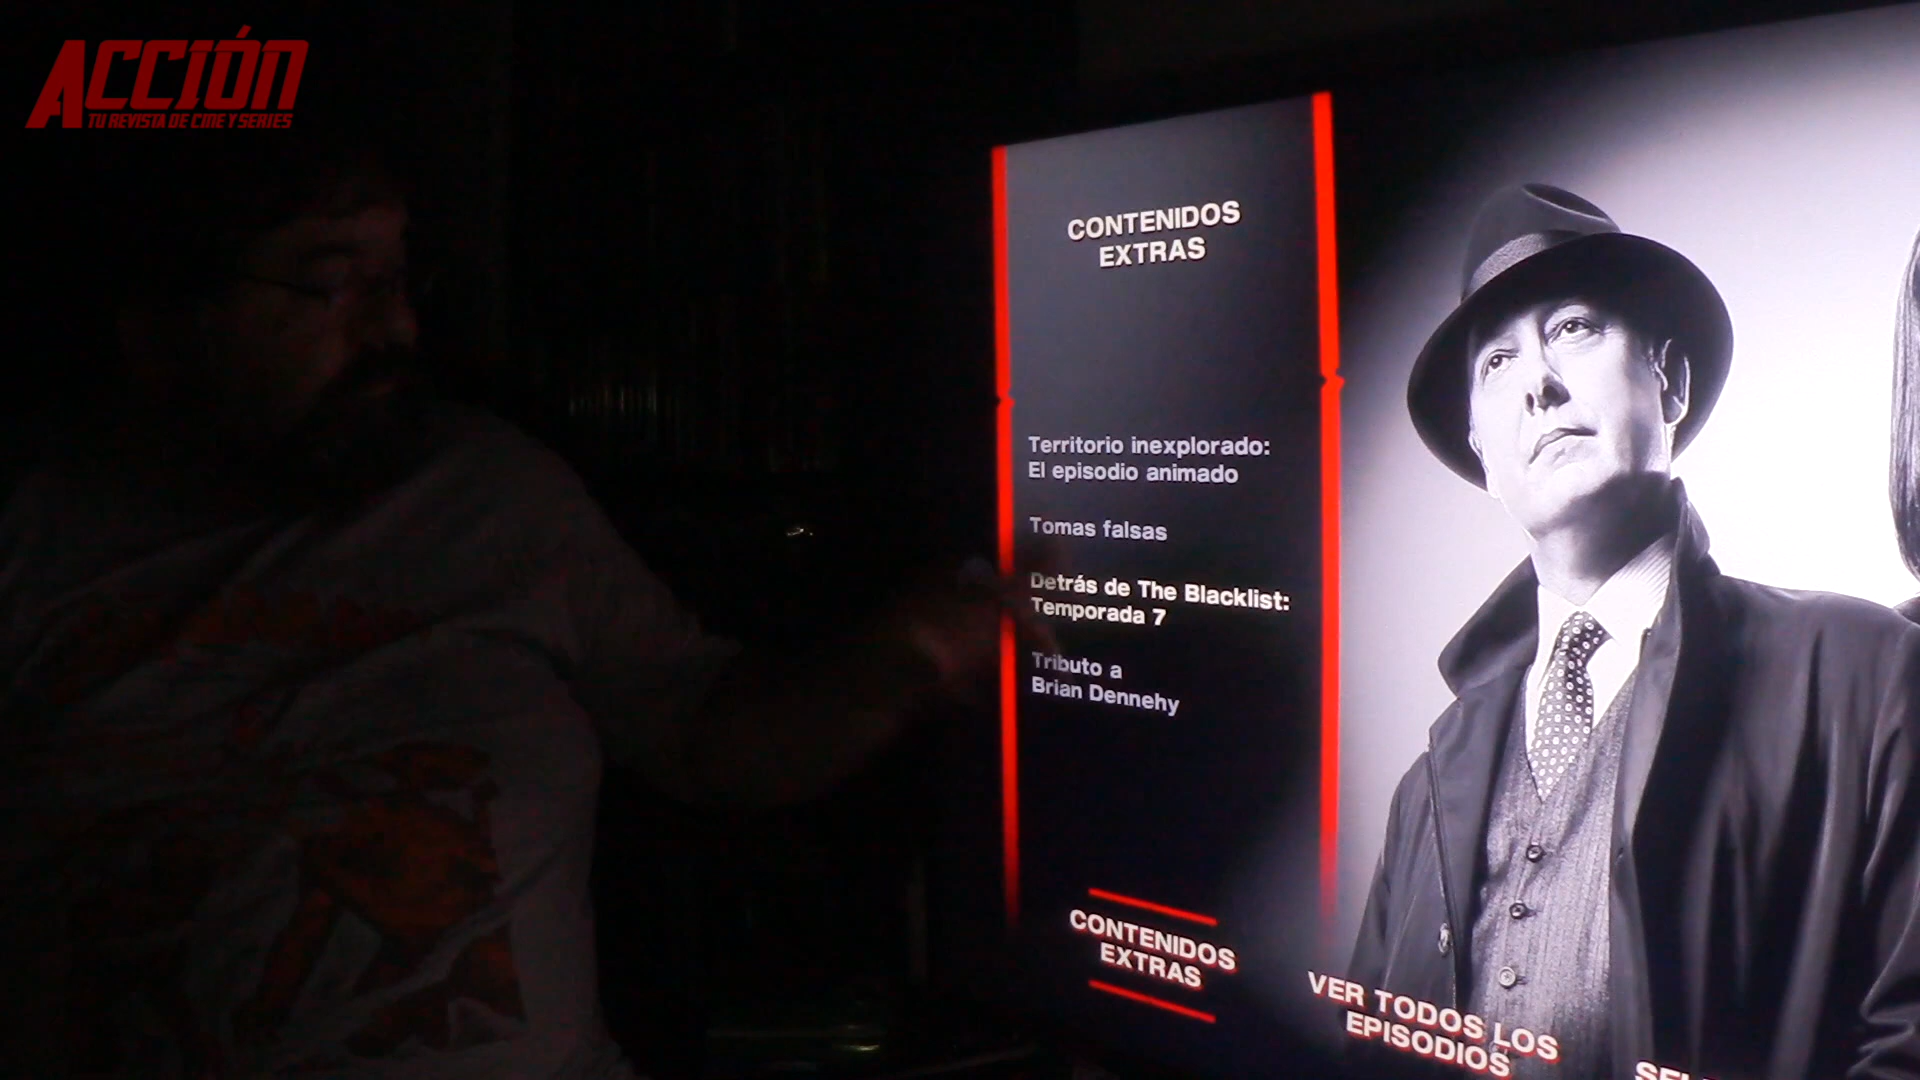 ACCIÓN
TU REVISTA DE CINE Y SERIES
CONTENIDOS
EXTRAS
Territorio inexplorado:
El episodio animado
Tomas falsas
Detrás de The Blacklist:
Temporada 7
Tributo a
Brian Dennehy
CONTENIDOS
EXTRAS
VER TODOS LOS
EPISODIOS